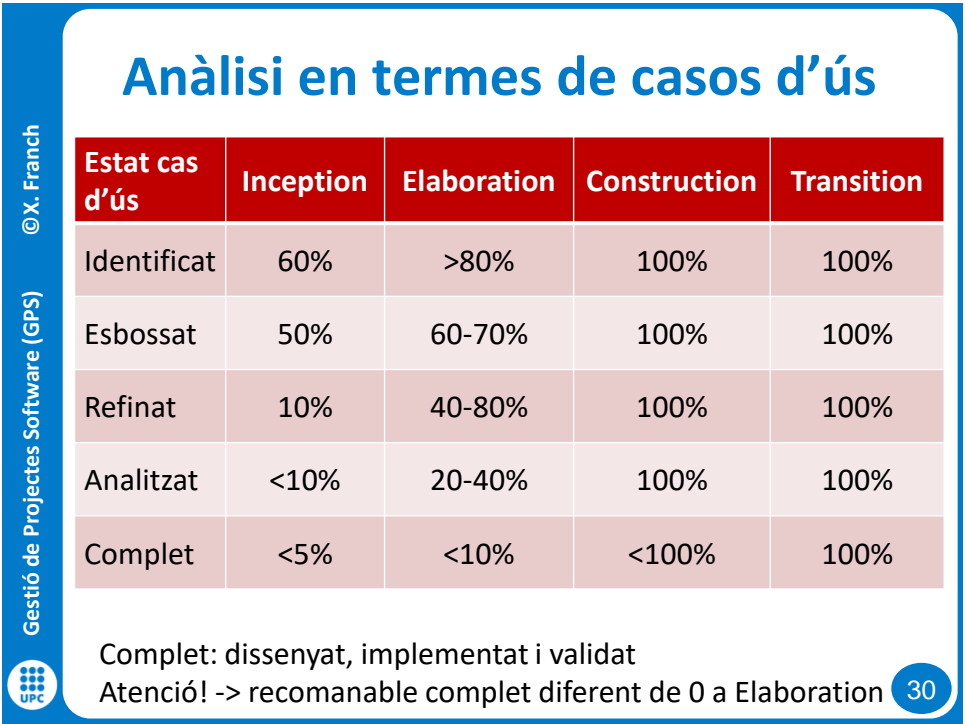 Anàlisi en termes de casos d'ús
Estat cas d'ús Inception Elaboration Construction Transition
Identificat 60% >80% 100% 100%
Esbossat 50% 60-70% 100% 100%
Refinat 10% 40-80% 100% 100%
Analitzat <10% 20-40% 100% 100%
Complet <5% <10% <100% 100%
Complet: dissenyat, implementat i validat
Atenció! -> recomanable complet diferent de 0 a Elaboration
30
Gestió de Projectes Software (GPS) ©X. Franch
UPC